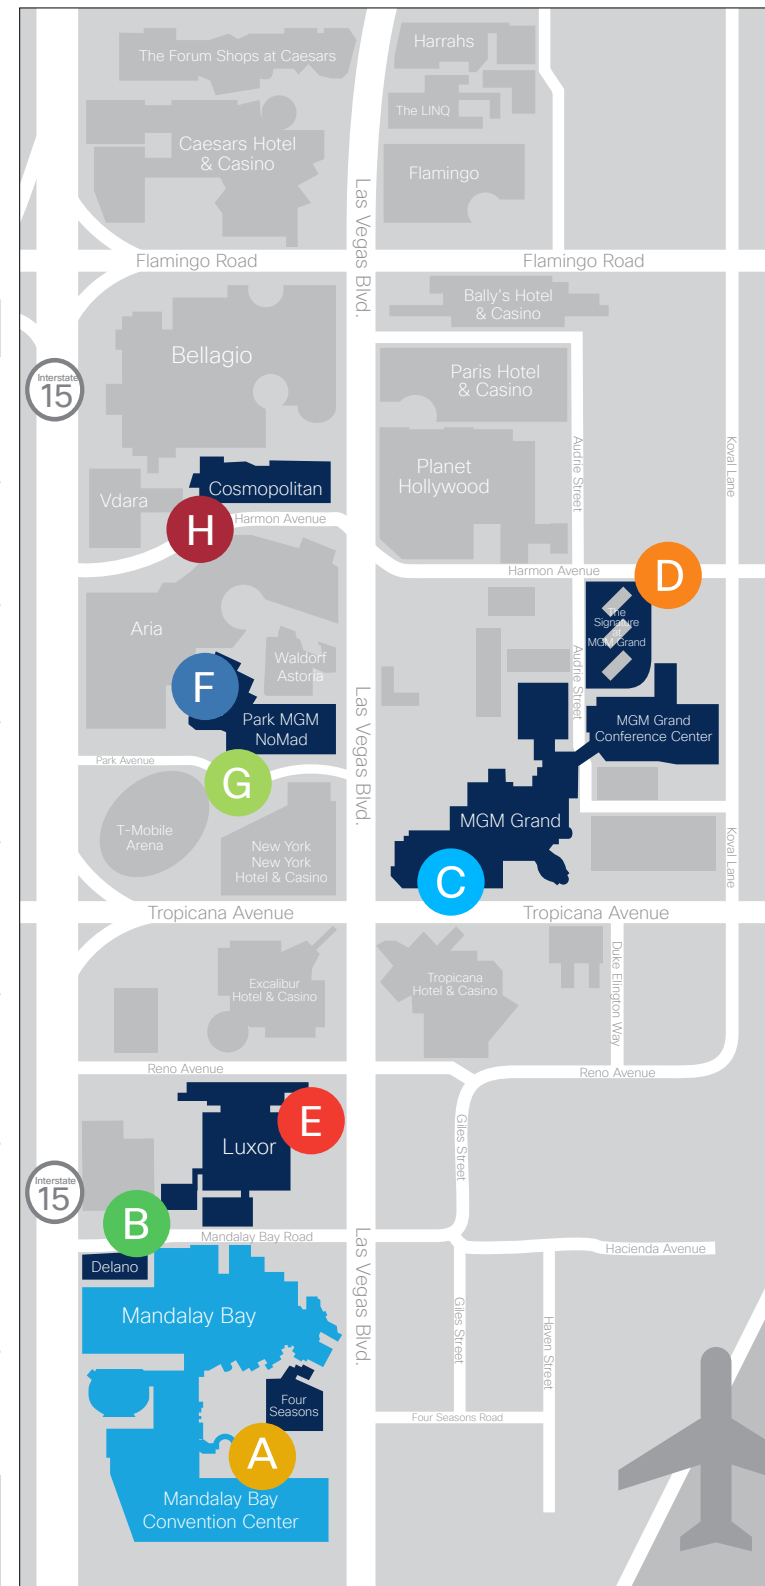 The Forum Shops at Caesars
Harrahs
The LINQ
Caesars Hotel
& Casino
Flamingo
Las Vegas Blvd.
Flamingo Road
Flamingo Road
Bally's Hotel
& Casino
Bellagio
Paris Hotel
& Casino
Interstate
15
Planet
Hollywood
Audrie Street
Koval Lane
Cosmopolitan
Vdara
H
Harmon Avenue
Harmon Avenue
D
The
Signature
at
MGM Grand
Aria
Waldorf
Astoria
Audrie Street
F
Las Vegas Blvd.
Park MGM
NoMad
MGM Grand
Conference Center
Park Avenue
G
T-Mobile
Arena
New York
New York
Hotel & Casino
MGM Grand
Koval Lane
C
Tropicana Avenue
Tropicana Avenue
Duke Elington Way
Excalibur
Hotel & Casino
Tropicana
Hotel & Casino
Reno Avenue
Reno Avenue
E
Luxor
Giles Street
Interstate
15
B
Mandalay Bay Road
Las Vegas Blvd.
Hacienda Avenue
Delano
Mandalay Bay
Giles Street
Haven Street
Four
Seasons
Four Seasons Road
A
Mandalay Bay
Convention Center